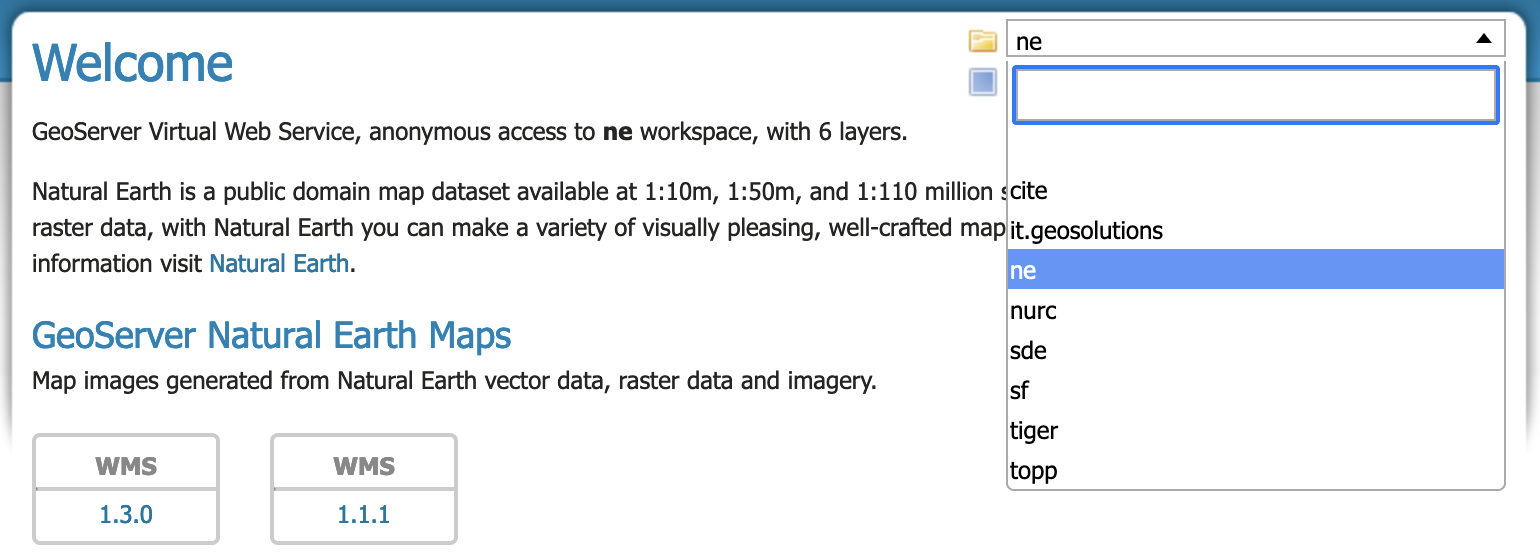 Welcome
GeoServer Virtual Web Service, anonymous access to ne workspace, with 6 layers.
Natural Earth is a public domain map dataset available at 1:10m, 1:50m, and 1:110 million
raster data, with Natural Earth you can make a variety of visually pleasing, well-crafted map
information visit Natural Earth.
GeoServer Natural Earth Maps
Map images generated from Natural Earth vector data, raster data and imagery.
WMS
1.3.0
WMS
1.1.1
ne
cite
it.geosolutions
ne
nurc
sde
sf
tiger
topp